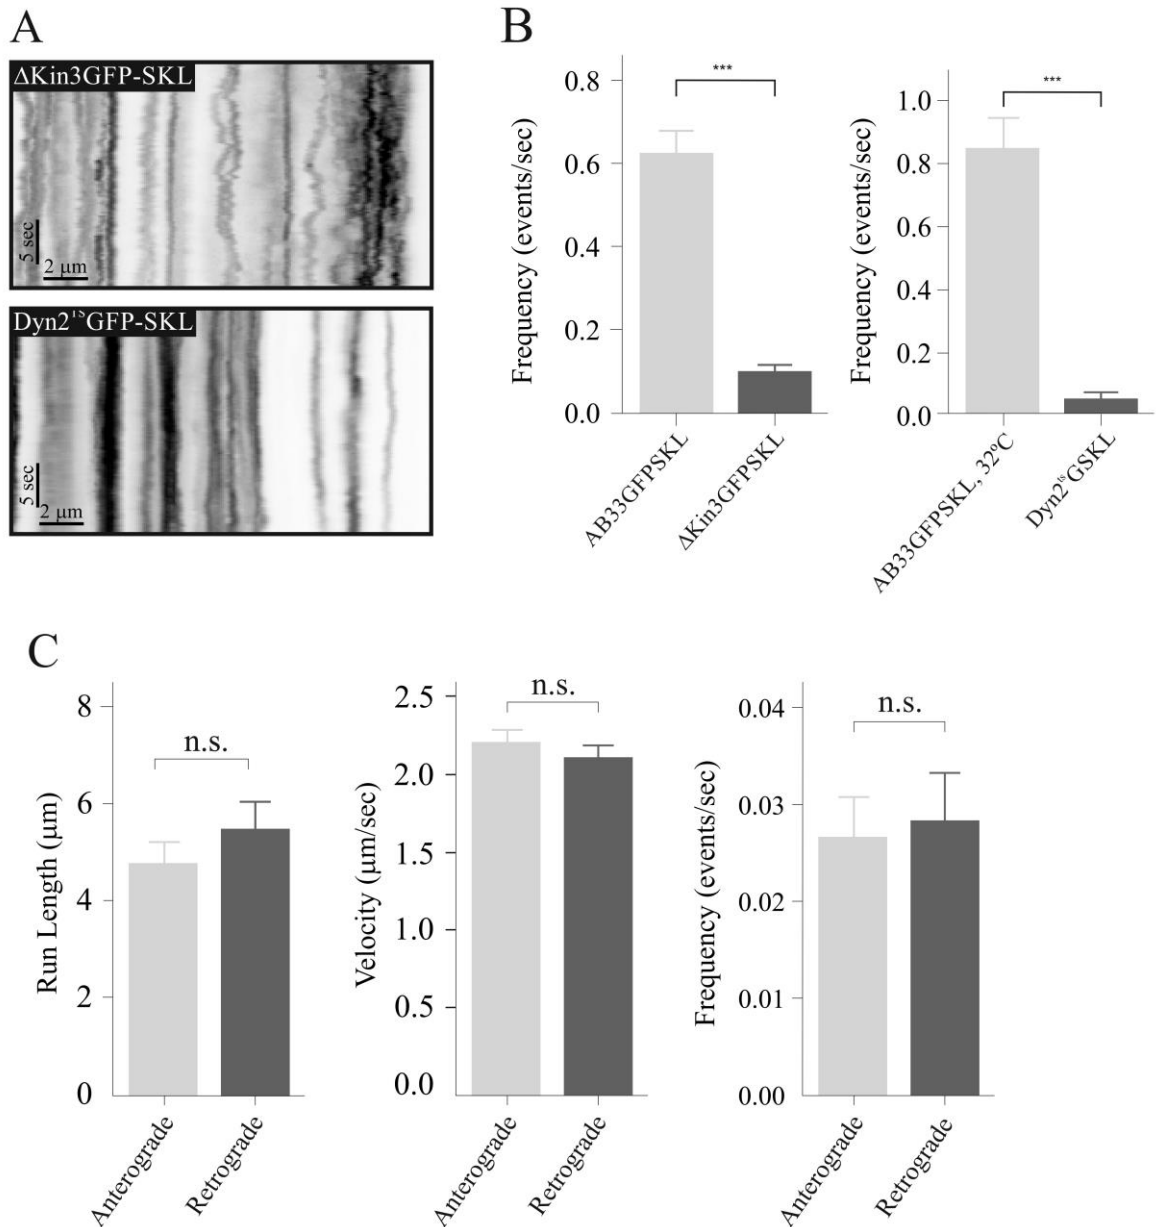 A
ΔKin3GFP-SKL
5 sec
2 μm
Dyn2ᵗˢGFP-SKL
5 sec
2 μm
B
Frequency (events/sec)
0.8
0.6
0.4
0.2
0.0
***
AB33GFPSKL
ΔKin3GFPSKL
Frequency (events/sec)
1.0
0.8
0.6
0.4
0.2
0.0
***
AB33GFPSKL, 32ºC
Dyn2ᵗˢGSKL
C
Run Length (μm)
8
6
4
2
0
n.s.
Anterograde
Retrograde
Velocity (μm/sec)
2.5
2.0
1.5
1.0
0.5
0.0
n.s.
Anterograde
Retrograde
Frequency (events/sec)
0.04
0.03
0.02
0.01
0.00
n.s.
Anterograde
Retrograde